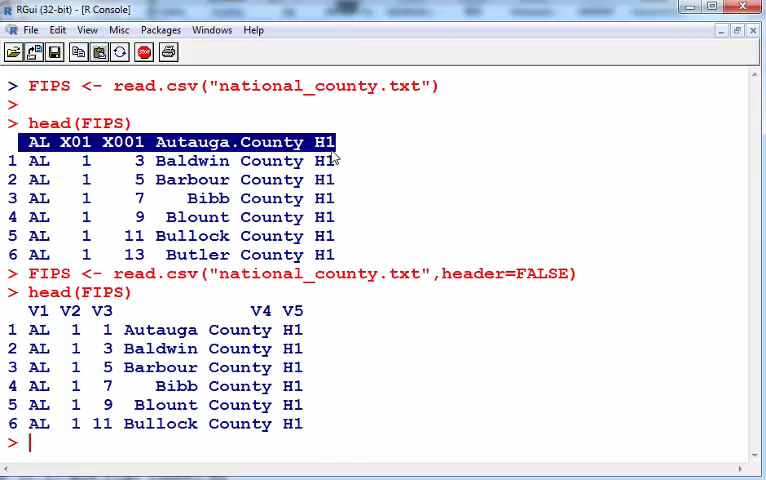 RGui (32-bit) - [R Console]
File Edit View Misc Packages Windows Help
> FIPS <- read.csv("national_county.txt")
>
> head(FIPS)
AL X01 X001 Autauga.County H1
1 AL 1 3 Baldwin County H1
2 AL 1 5 Barbour County H1
3 AL 1 7 Bibb County H1
4 AL 1 9 Blount County H1
5 AL 1 11 Bullock County H1
6 AL 1 13 Butler County H1
> FIPS <- read.csv("national_county.txt",header=FALSE)
> head(FIPS)
V1 V2 V3 V4 V5
1 AL 1 1 Autauga County H1
2 AL 1 3 Baldwin County H1
3 AL 1 5 Barbour County H1
4 AL 1 7 Bibb County H1
5 AL 1 9 Blount County H1
6 AL 1 11 Bullock County H1
>